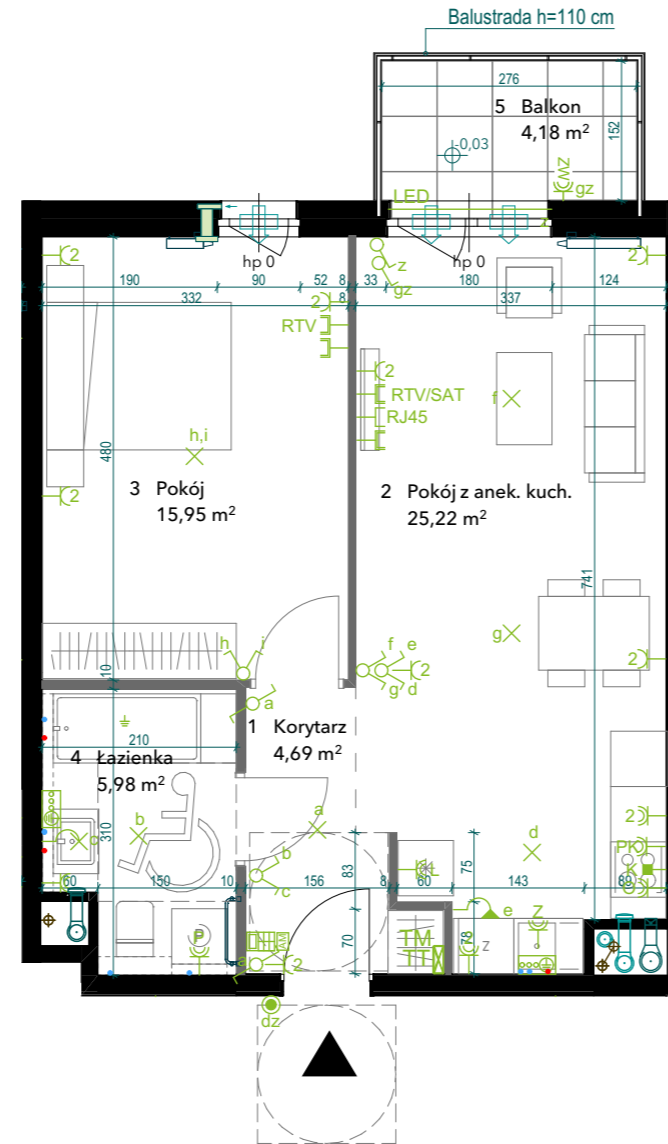 Balustrada h=110 cm
276
5 Balkon
4,18 m²
152
-0,03
ZW
gz
LED
z
2
hp 0
hp 0
z
gz
2
190
90
52
8
33
180
124
332
8
337
2
RTV
2
RTV/SAT
RJ45
f
h,i
480
3 Pokój
15,95 m²
2 Pokój z anek. kuch.
25,22 m²
2
741
g
h
i
f
e
2
g
d
2
10
a
1 Korytarz
4,69 m²
210
4 Łazienka
5,98 m²
a
b
310
d
2
PK
K
83
75
b
c
60
150
10
156
8
60
143
89
70
78
e
Z
z
P
TM
TT
a
2
dz